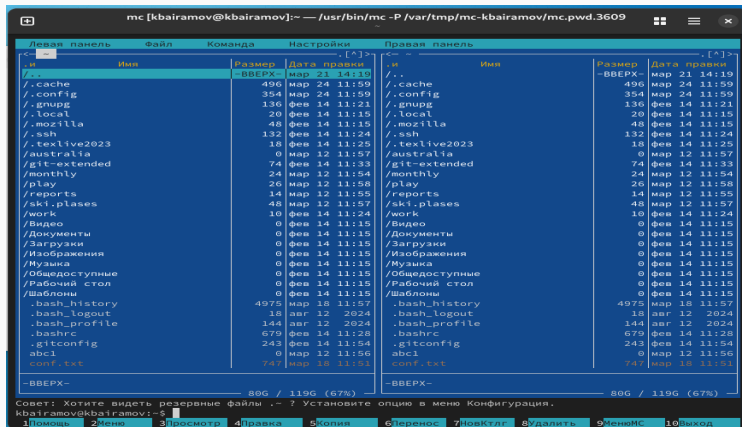 mc [kbairamov@kbairamov]:~ — /usr/bin/mc -P /var/tmp/mc-kbairamov/mc.pwd.3609
~
Левая панель Файл Команда Настройки Правая панель
<— ~ .[^]> <— ~ .[^]>
.и Имя Размер Дата правки .и Имя Размер Дата правки
/.. -ВВЕРХ- мар 21 14:19 /.. -ВВЕРХ- мар 21 14:19
/.cache 496 мар 24 11:59 /.cache 496 мар 24 11:59
/.config 354 мар 24 11:59 /.config 354 мар 24 11:59
/.gnupg 136 фев 14 11:21 /.gnupg 136 фев 14 11:21
/.local 20 фев 14 11:15 /.local 20 фев 14 11:15
/.mozilla 48 фев 14 11:15 /.mozilla 48 фев 14 11:15
/.ssh 132 фев 14 11:24 /.ssh 132 фев 14 11:24
/.texlive2023 18 фев 14 11:25 /.texlive2023 18 фев 14 11:25
/australia 0 мар 12 11:57 /australia 0 мар 12 11:57
/git-extended 74 фев 14 11:33 /git-extended 74 фев 14 11:33
/monthly 24 мар 12 11:54 /monthly 24 мар 12 11:54
/play 26 мар 12 11:58 /play 26 мар 12 11:58
/reports 14 мар 12 11:55 /reports 14 мар 12 11:55
/ski.plases 48 мар 12 11:57 /ski.plases 48 мар 12 11:57
/work 10 фев 14 11:24 /work 10 фев 14 11:24
/Видео 0 фев 14 11:15 /Видео 0 фев 14 11:15
/Документы 0 фев 14 11:15 /Документы 0 фев 14 11:15
/Загрузки 0 фев 14 11:15 /Загрузки 0 фев 14 11:15
/Изображения 0 фев 14 11:15 /Изображения 0 фев 14 11:15
/Музыка 0 фев 14 11:15 /Музыка 0 фев 14 11:15
/Общедоступные 0 фев 14 11:15 /Общедоступные 0 фев 14 11:15
/Рабочий стол 0 фев 14 11:15 /Рабочий стол 0 фев 14 11:15
/Шаблоны 0 фев 14 11:15 /Шаблоны 0 фев 14 11:15
.bash_history 4975 мар 18 11:57 .bash_history 4975 мар 18 11:57
.bash_logout 18 авг 12 2024 .bash_logout 18 авг 12 2024
.bash_profile 144 авг 12 2024 .bash_profile 144 авг 12 2024
.bashrc 679 фев 14 11:28 .bashrc 679 фев 14 11:28
.gitconfig 243 фев 14 11:54 .gitconfig 243 фев 14 11:54
abc1 0 мар 12 11:56 abc1 0 мар 12 11:56
conf.txt 747 мар 18 11:51 conf.txt 747 мар 18 11:51
-ВВЕРХ- -ВВЕРХ-
80G / 119G (67%) 80G / 119G (67%)
Совет: Хотите видеть резервные файлы .~ ? Установите опцию в меню Конфигурация.
kbairamov@kbairamov:~$
1Помощь 2Меню 3Просмотр 4Правка 5Копия 6Перенос 7НовКтлг 8Удалить 9МенюМС 10Выход